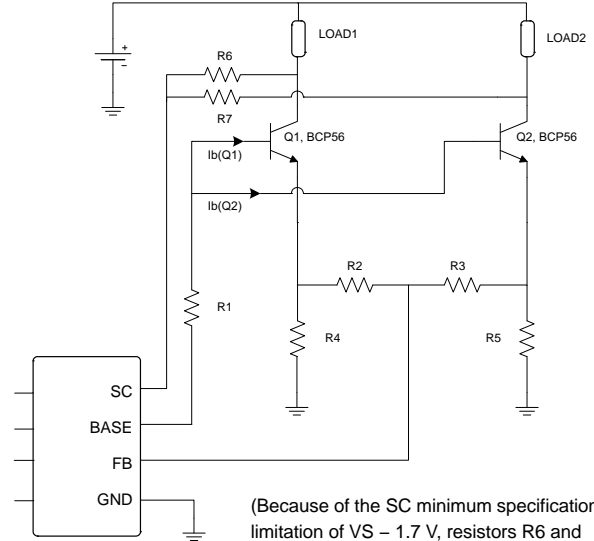 LOAD1
LOAD2
+
−
R6
R7
Q1, BCP56
Q2, BCP56
Ib(Q1)
Ib(Q2)
R2
R3
R1
R4
R5
SC
BASE
FB
GND
(Because of the SC minimum specification
limitation of VS – 1.7 V, resistors R6 and